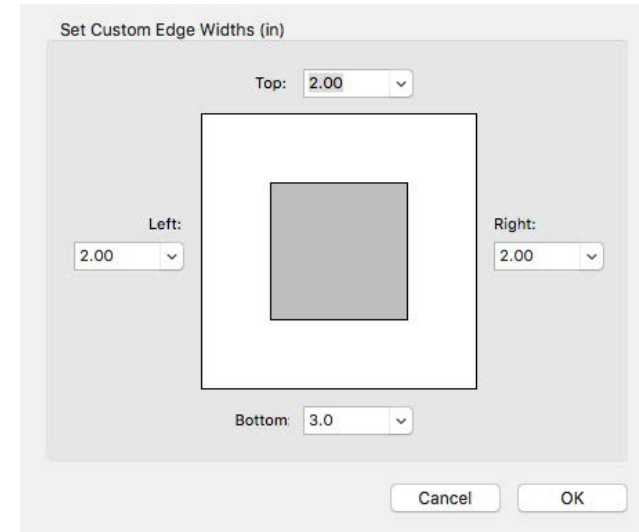 Set Custom Edge Widths (in)
Top: 2.00
Left:
Right:
2.00
2.00
Bottom: 3.0
Cancel
OK